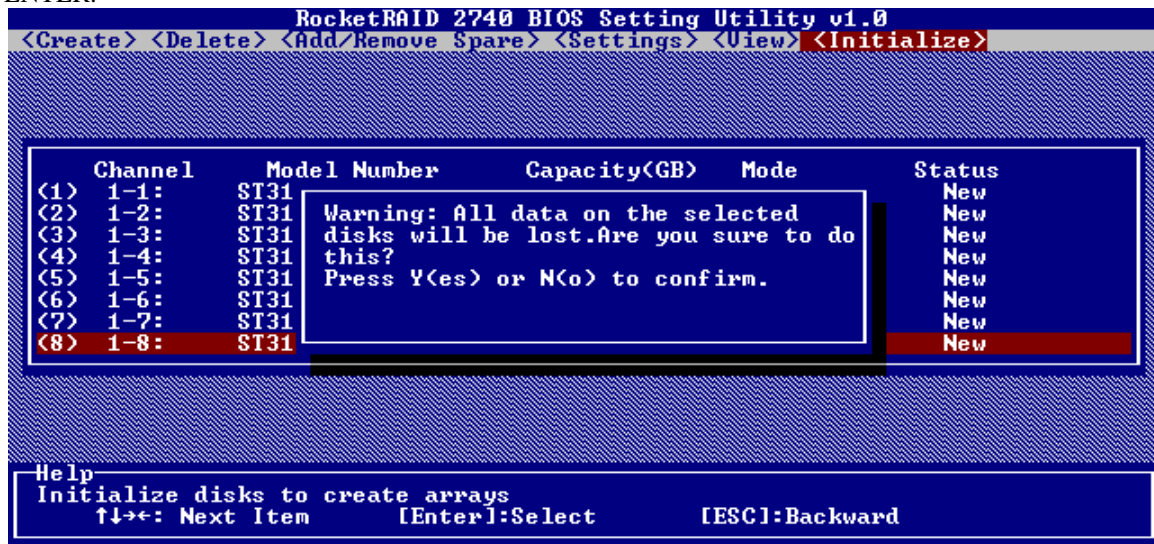 ENTER.
RocketRAID 2740 BIOS Setting Utility v1.0
<Create> <Delete> <Add/Remove Spare> <Settings> <View> <Initialize>
Channel Model Number Capacity(GB) Mode Status
(1) 1-1: ST31 New
(2) 1-2: ST31 Warning: All data on the selected New
(3) 1-3: ST31 disks will be lost.Are you sure to do New
(4) 1-4: ST31 this? New
(5) 1-5: ST31 Press Y(es) or N(o) to confirm. New
(6) 1-6: ST31 New
(7) 1-7: ST31 New
(8) 1-8: ST31 New
Help
Initialize disks to create arrays
↑↓→←: Next Item [Enter]:Select [ESC]:Backward